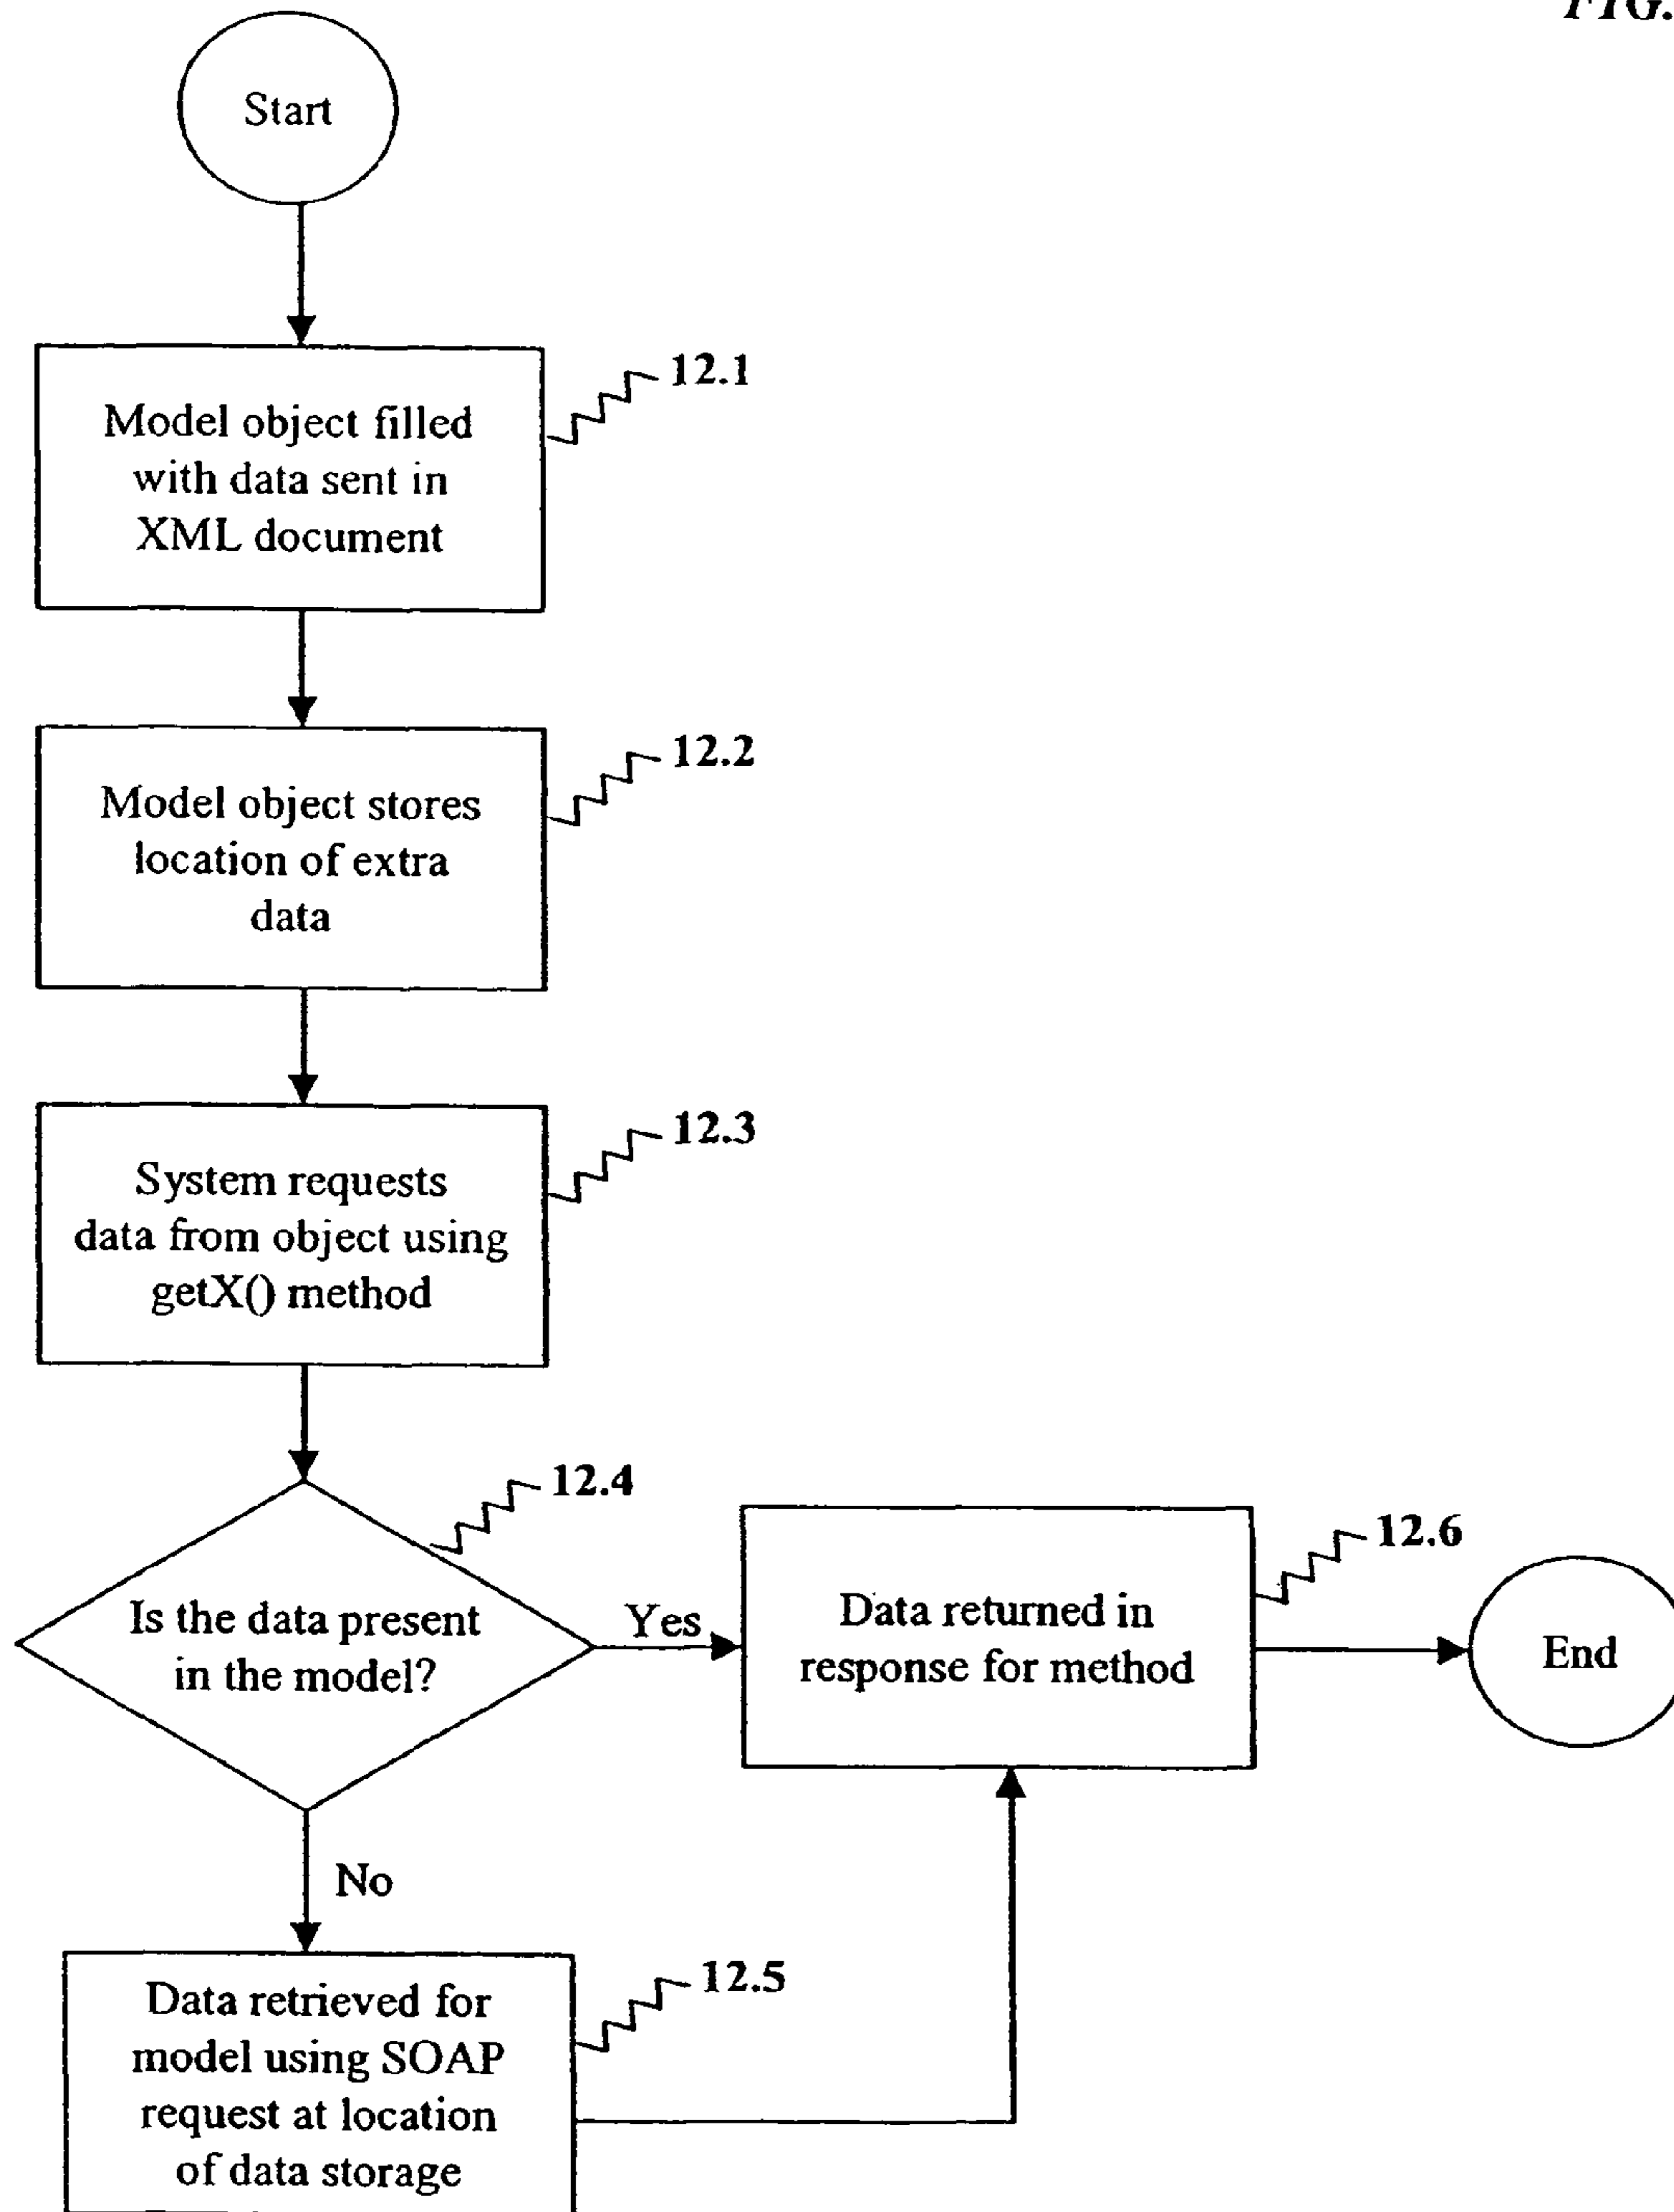 FIG.
Start
12.1
Model object filled
with data sent in
XML document
12.2
Model object stores
location of extra
data
12.3
System requests
data from object using
getX() method
12.4
Is the data present
in the model?
Yes
12.6
Data returned in
response for method
End
No
12.5
Data retrieved for
model using SOAP
request at location
of data storage